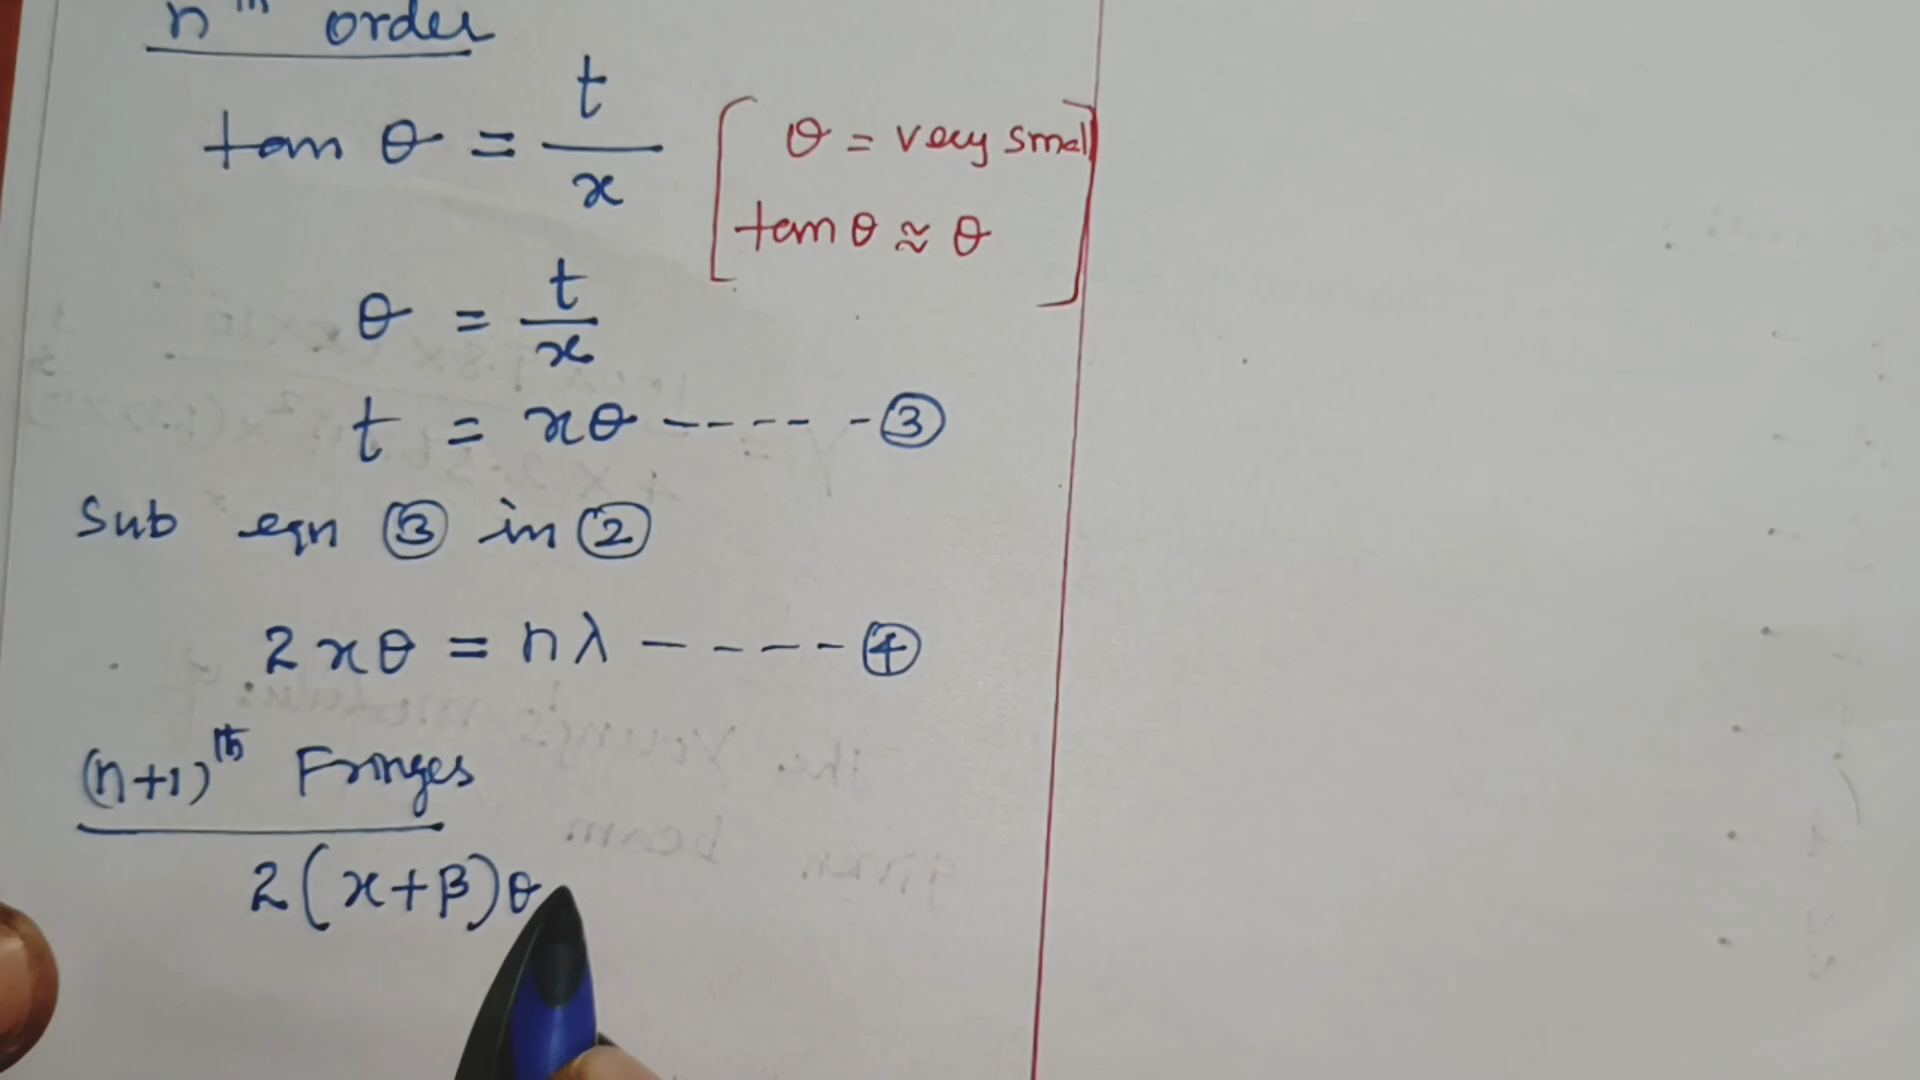 nth order
tan θ = t/x [θ = very small
tan θ ≈ θ]
θ = t/x
t = xθ ----- -③
Sub eqn ③ in ②
2xθ = nλ ----- ④
(n+1)th Fringes
2(x+β)θ